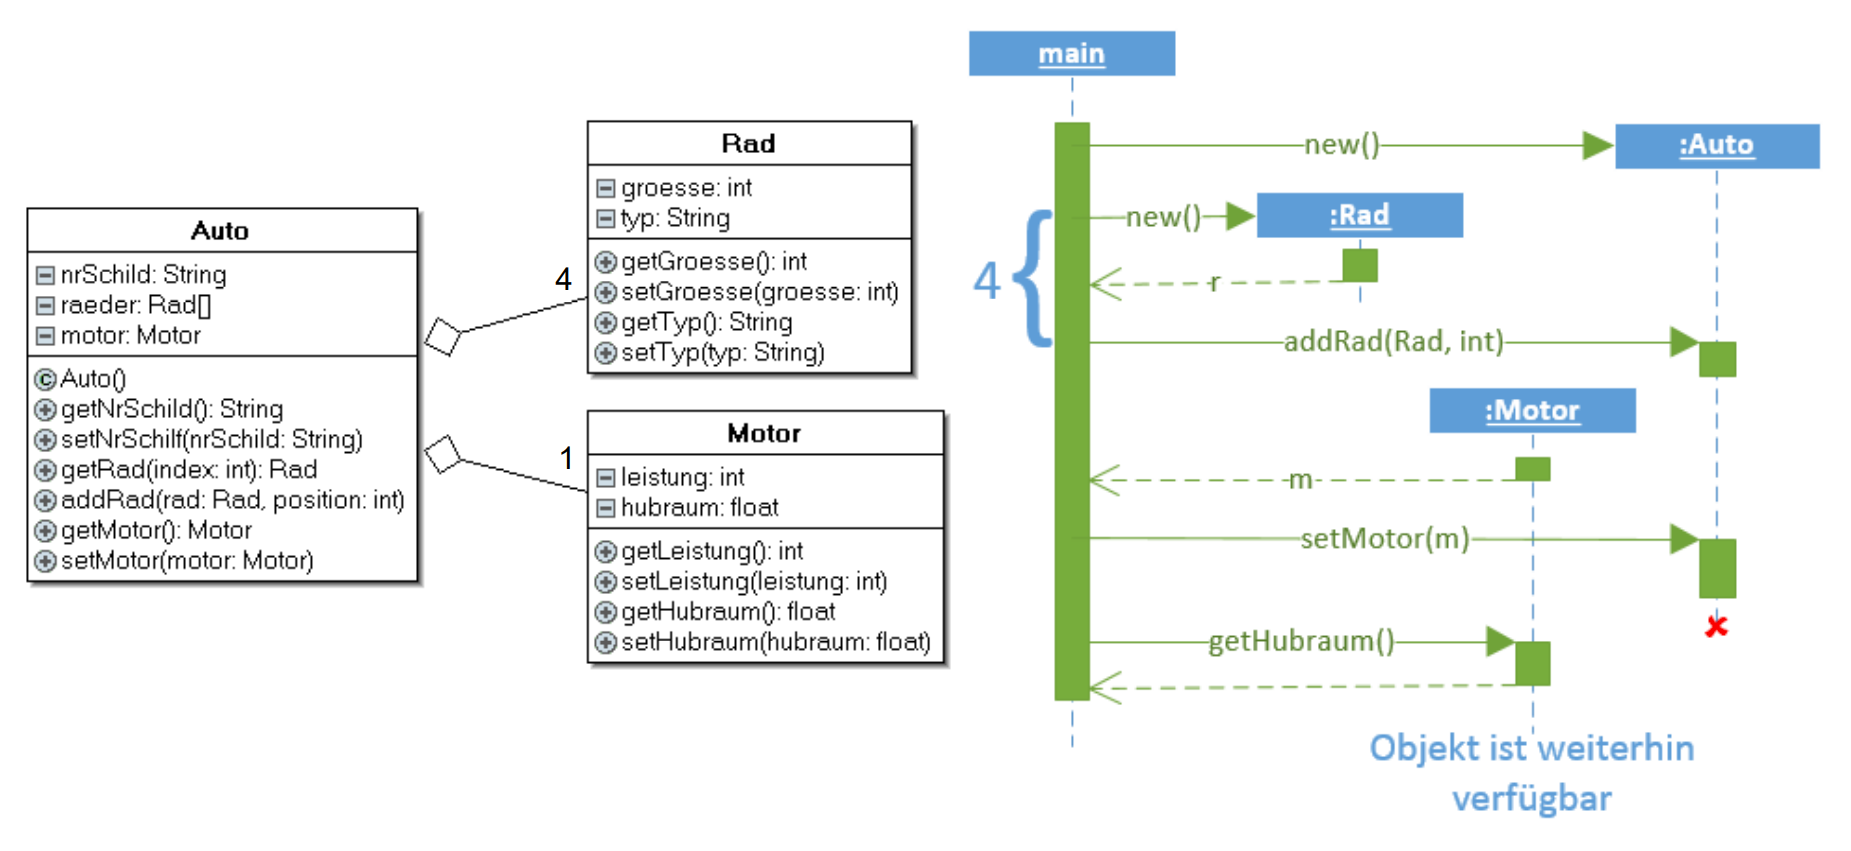 Auto
nrSchild: String
raeder: Rad[]
motor: Motor
Auto()
getNrSchild(): String
setNrSchilf(nrSchild: String)
getRad(index: int): Rad
addRad(rad: Rad, position: int)
getMotor(): Motor
setMotor(motor: Motor)
4
1
Rad
groesse: int
typ: String
getGroesse(): int
setGroesse(groesse: int)
getTyp(): String
setTyp(typ: String)
Motor
leistung: int
hubraum: float
getLeistung(): int
setLeistung(leistung: int)
getHubraum(): float
setHubraum(hubraum: float)
main
new()
:Auto
new()
:Rad
4
r
addRad(Rad, int)
:Motor
m
setMotor(m)
getHubraum()
Objekt ist weiterhin
verfügbar